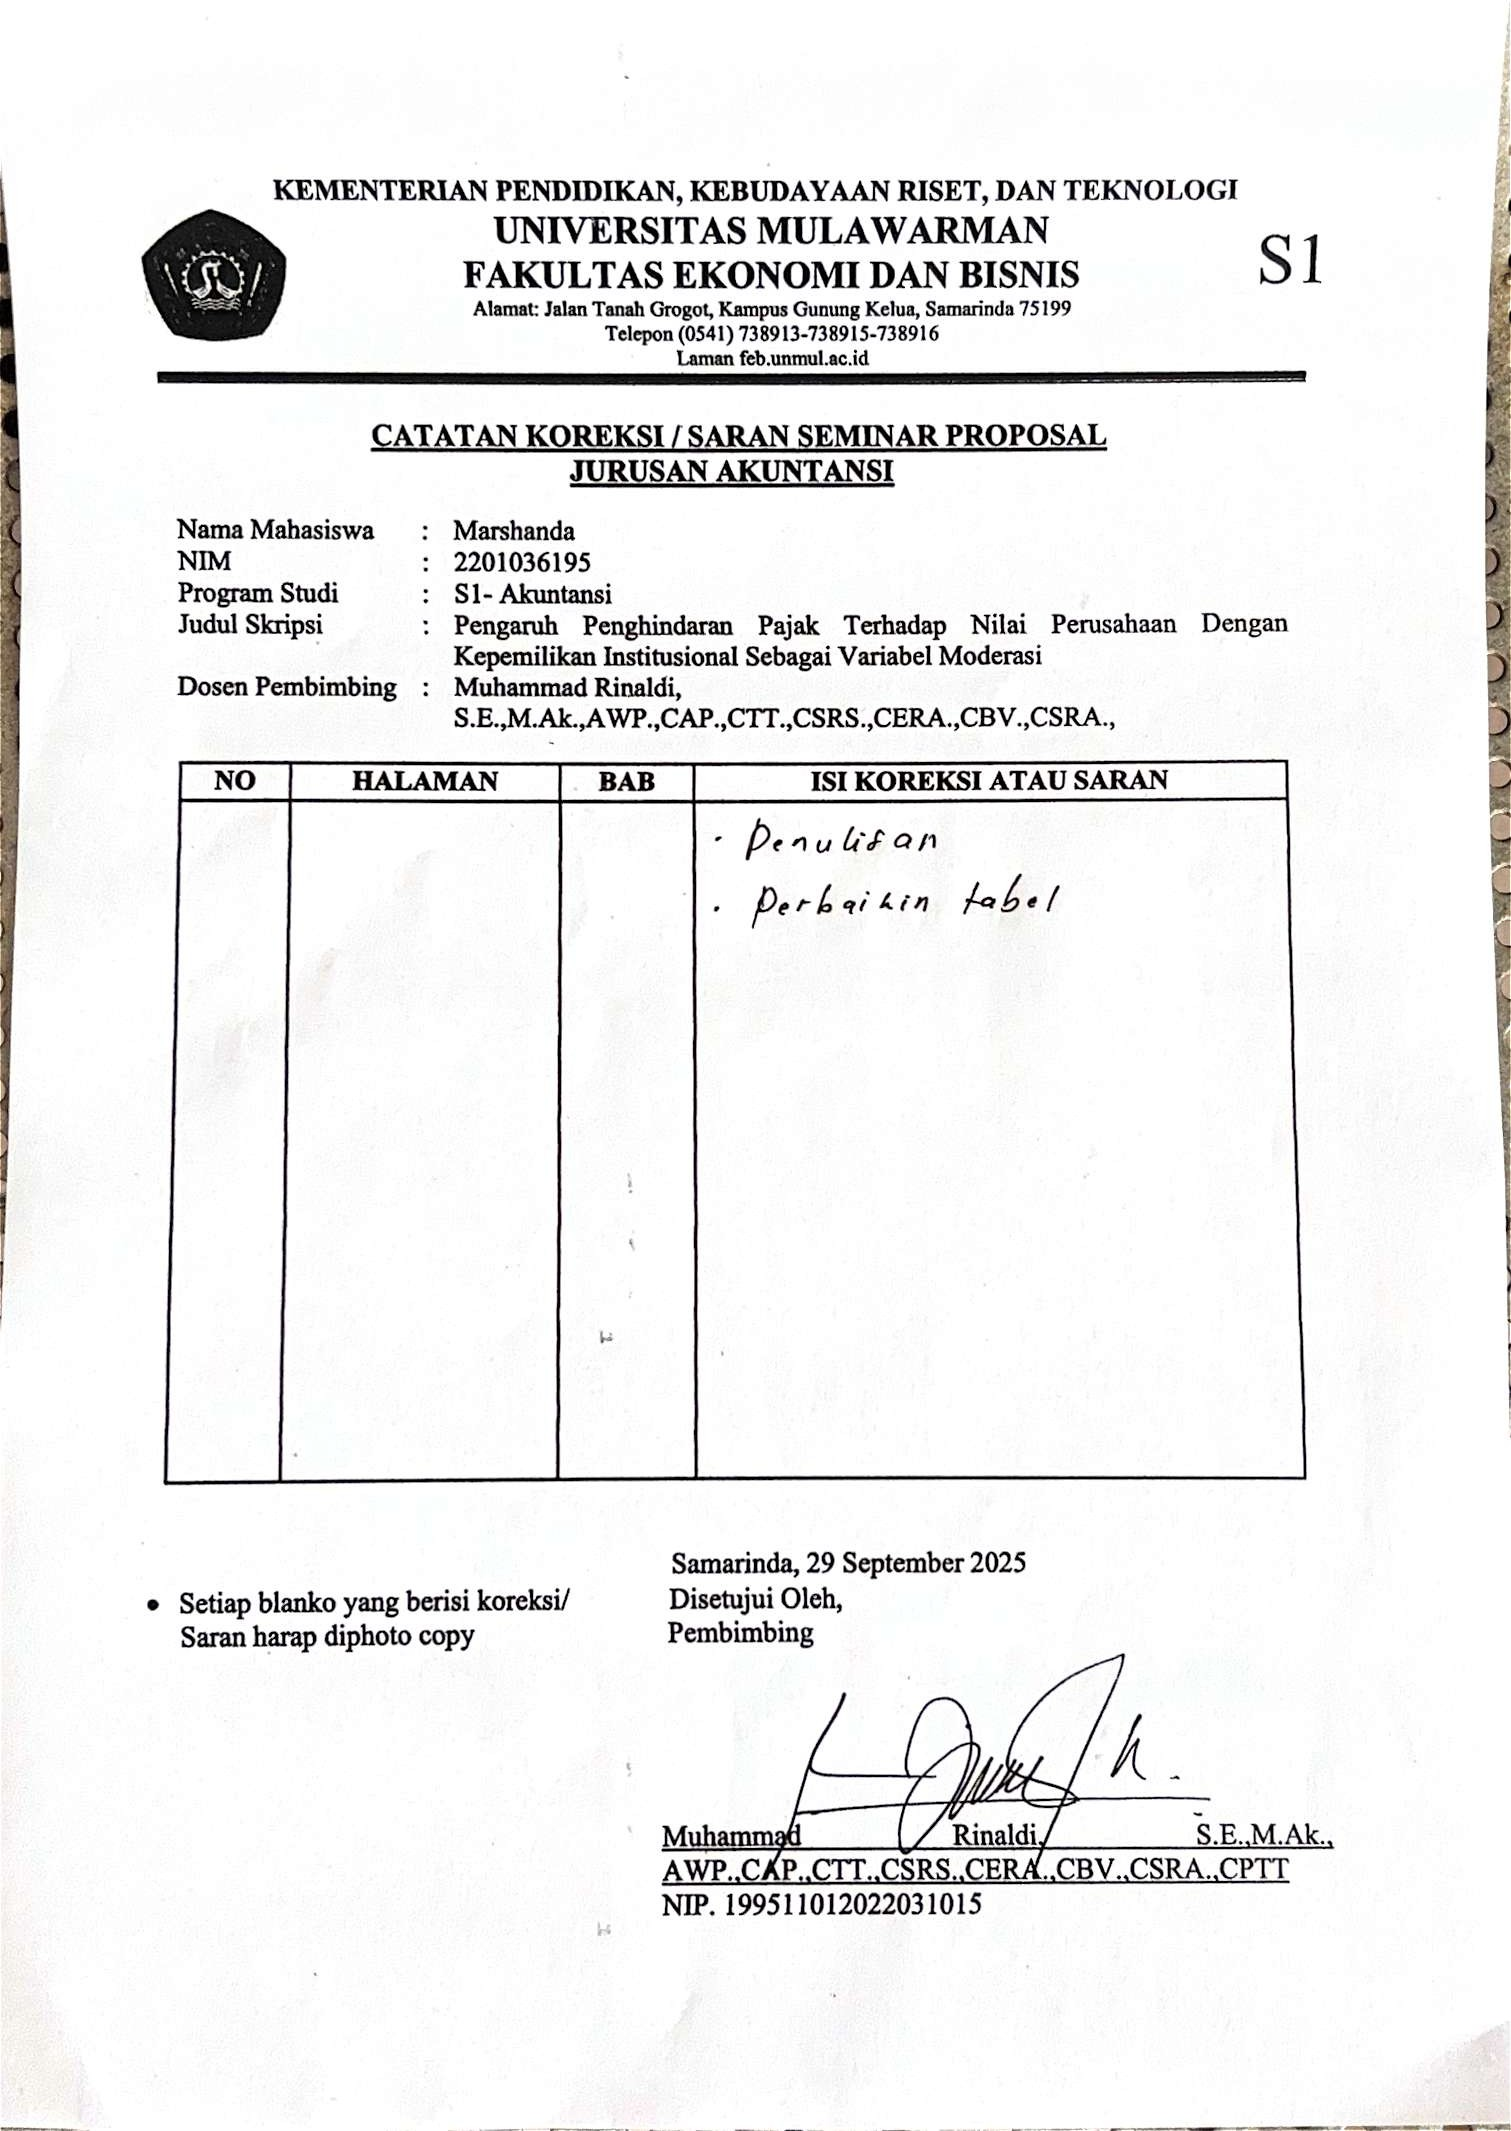 KEMENTERIAN PENDIDIKAN, KEBUDAYAAN RISET, DAN TEKNOLOGI
UNIVERSITAS MULAWARMAN
S1
FAKULTAS EKONOMI DAN BISNIS
Alamat: Jalan Tanah Grogot, Kampus Gunung Kelua, Samarinda 75199
Telepon (0541) 738913-738915-738916
Laman feb.unmul.ac.id
CATATAN KOREKSI / SARAN SEMINAR PROPOSAL
JURUSAN AKUNTANSI
Nama Mahasiswa : Marshanda
NIM : 2201036195
Program Studi : S1- Akuntansi
Judul Skripsi : Pengaruh Penghindaran Pajak Terhadap Nilai Perusahaan Dengan
Kepemilikan Institusional Sebagai Variabel Moderasi
Dosen Pembimbing : Muhammad Rinaldi,
S.E.,M.Ak.,AWP.,CAP.,CTT.,CSRS.,CERA.,CBV.,CSRA.,
NO HALAMAN BAB ISI KOREKSI ATAU SARAN
· Penulisan
· Perbaikin tabel
Samarinda, 29 September 2025
• Setiap blanko yang berisi koreksi/ Disetujui Oleh,
Saran harap diphoto copy Pembimbing
Muhammad Rinaldi, S.E.,M.Ak.,
AWP.,CAP.,CTT.,CSRS.,CERA.,CBV.,CSRA.,CPTT
NIP. 199511012022031015